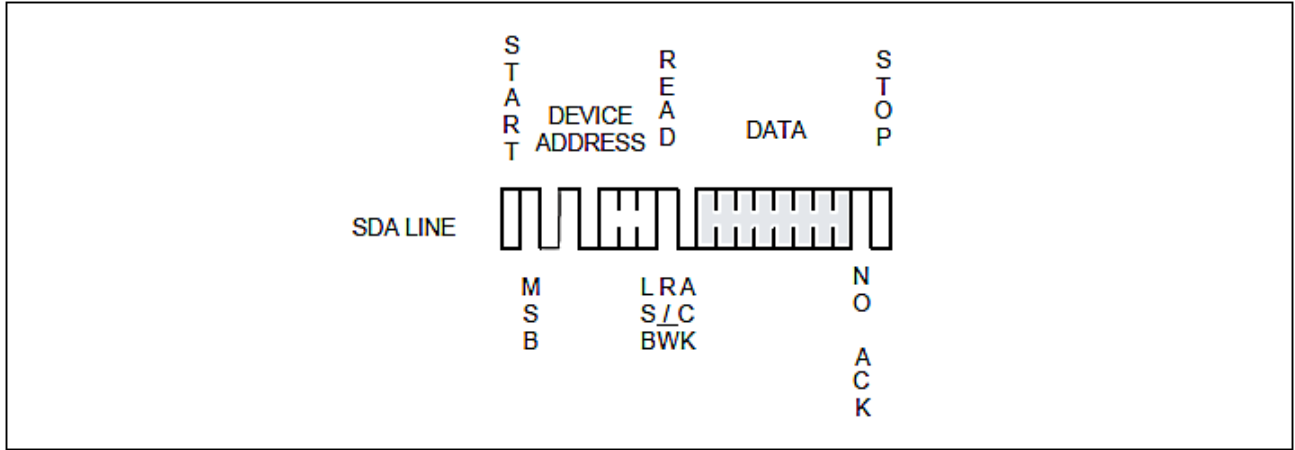 START
DEVICE
ADDRESS
READ
DATA
STOP
SDA LINE
MSB
LSB
R/W
ACK
NO ACK